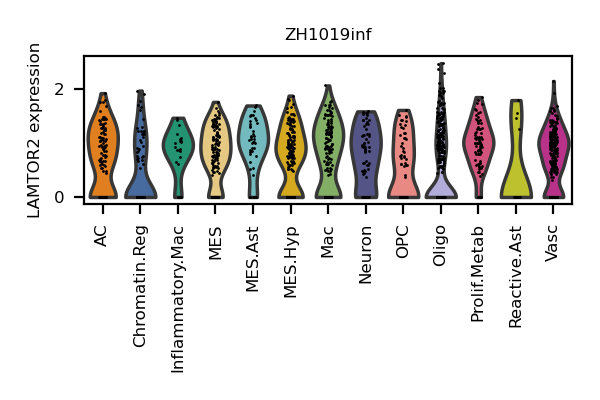 ZH1019inf
LAMTOR2 expression
2
0
AC
Chromatin.Reg
Inflammatory.Mac
MES
MES.Ast
MES.Hyp
Mac
Neuron
OPC
Oligo
Prolif.Metab
Reactive.Ast
Vasc